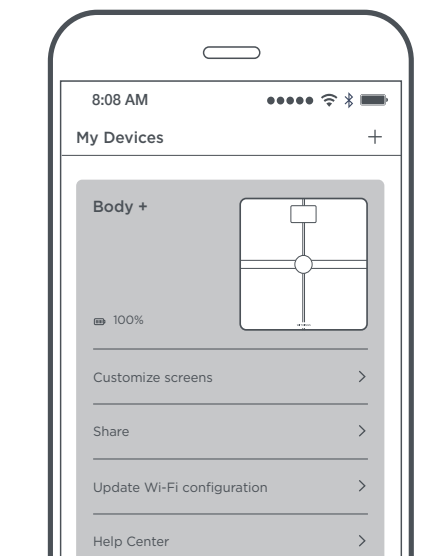 8:08 AM
My Devices
Body +
100%
Customize screens
Share
Update Wi-Fi configuration
Help Center